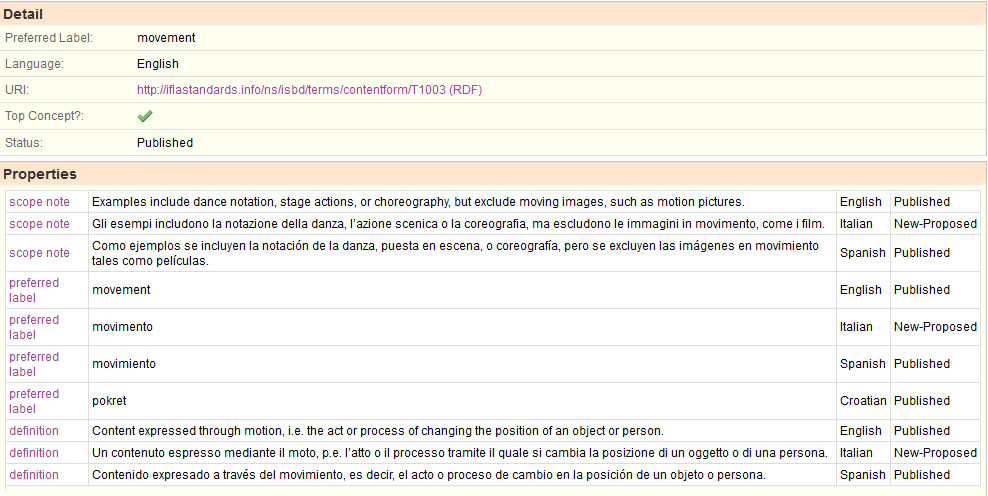 Detail
Preferred Label: movement
Language: English
URI: http://iflastandards.info/ns/isbd/terms/contentform/T1003 (RDF)
Top Concept?:
Status: Published
Properties
scope note Examples include dance notation, stage actions, or choreography, but exclude moving images, such as motion pictures. English Published
scope note Gli esempi includono la notazione della danza, l'azione scenica o la coreografia, ma escludono le immagini in movimento, come i film. Italian New-Proposed
scope note Como ejemplos se incluyen la notación de la danza, puesta en escena, o coreografía, pero se excluyen las imágenes en movimiento
tales como películas. Spanish Published
preferred
label movement English Published
preferred
label movimento Italian New-Proposed
preferred
label movimiento Spanish Published
preferred
label pokret Croatian Published
definition Content expressed through motion, i.e. the act or process of changing the position of an object or person. English Published
definition Un contenuto espresso mediante il moto, p.e. l'atto o il processo tramite il quale si cambia la posizione di un oggetto o di una persona. Italian New-Proposed
definition Contenido expresado a través del movimiento, es decir, el acto o proceso de cambio en la posición de un objeto o persona. Spanish Published